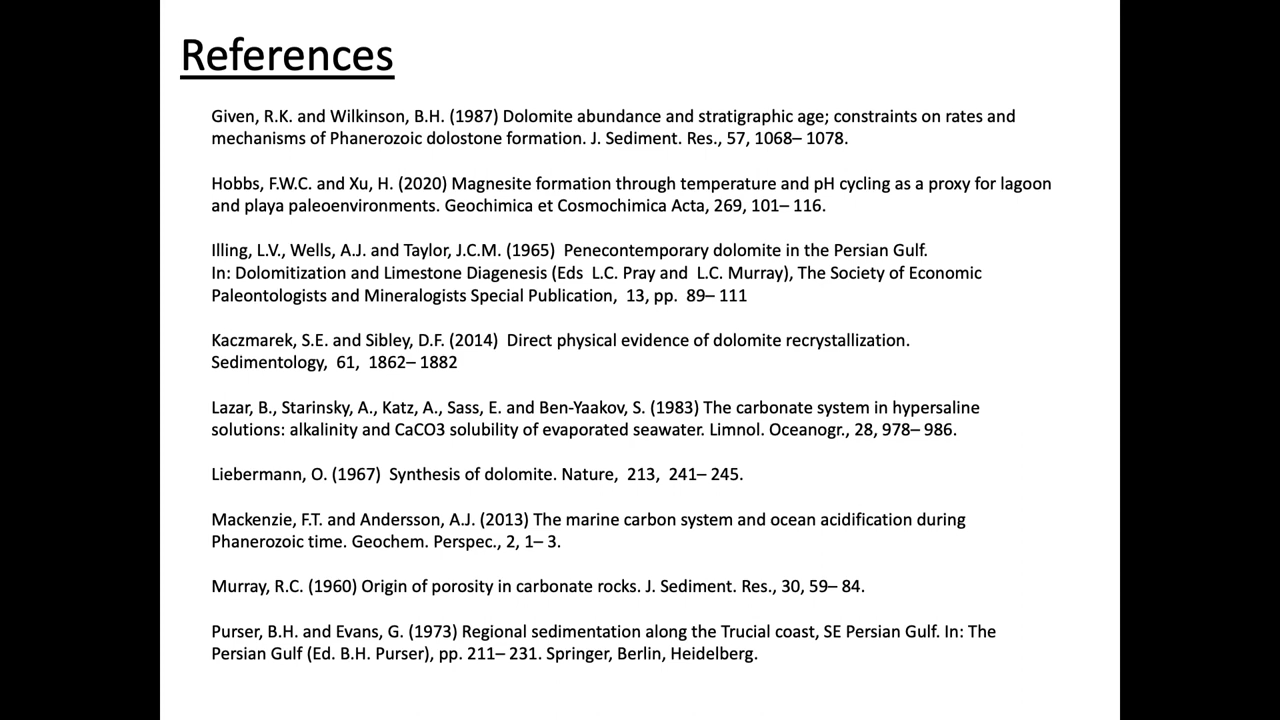 References
Given, R.K. and Wilkinson, B.H. (1987) Dolomite abundance and stratigraphic age; constraints on rates and
mechanisms of Phanerozoic dolostone formation. J. Sediment. Res., 57, 1068– 1078.
Hobbs, F.W.C. and Xu, H. (2020) Magnesite formation through temperature and pH cycling as a proxy for lagoon
and playa paleoenvironments. Geochimica et Cosmochimica Acta, 269, 101– 116.
Illing, L.V., Wells, A.J. and Taylor, J.C.M. (1965)  Penecontemporary dolomite in the Persian Gulf.
In: Dolomitization and Limestone Diagenesis (Eds  L.C. Pray and  L.C. Murray), The Society of Economic
Paleontologists and Mineralogists Special Publication,  13, pp.  89– 111
Kaczmarek, S.E. and Sibley, D.F. (2014)  Direct physical evidence of dolomite recrystallization.
Sedimentology,  61,  1862– 1882
Lazar, B., Starinsky, A., Katz, A., Sass, E. and Ben-Yaakov, S. (1983) The carbonate system in hypersaline
solutions: alkalinity and CaCO3 solubility of evaporated seawater. Limnol. Oceanogr., 28, 978– 986.
Liebermann, O. (1967)  Synthesis of dolomite. Nature,  213,  241– 245.
Mackenzie, F.T. and Andersson, A.J. (2013) The marine carbon system and ocean acidification during
Phanerozoic time. Geochem. Perspec., 2, 1– 3.
Murray, R.C. (1960) Origin of porosity in carbonate rocks. J. Sediment. Res., 30, 59– 84.
Purser, B.H. and Evans, G. (1973) Regional sedimentation along the Trucial coast, SE Persian Gulf. In: The
Persian Gulf (Ed. B.H. Purser), pp. 211– 231. Springer, Berlin, Heidelberg.